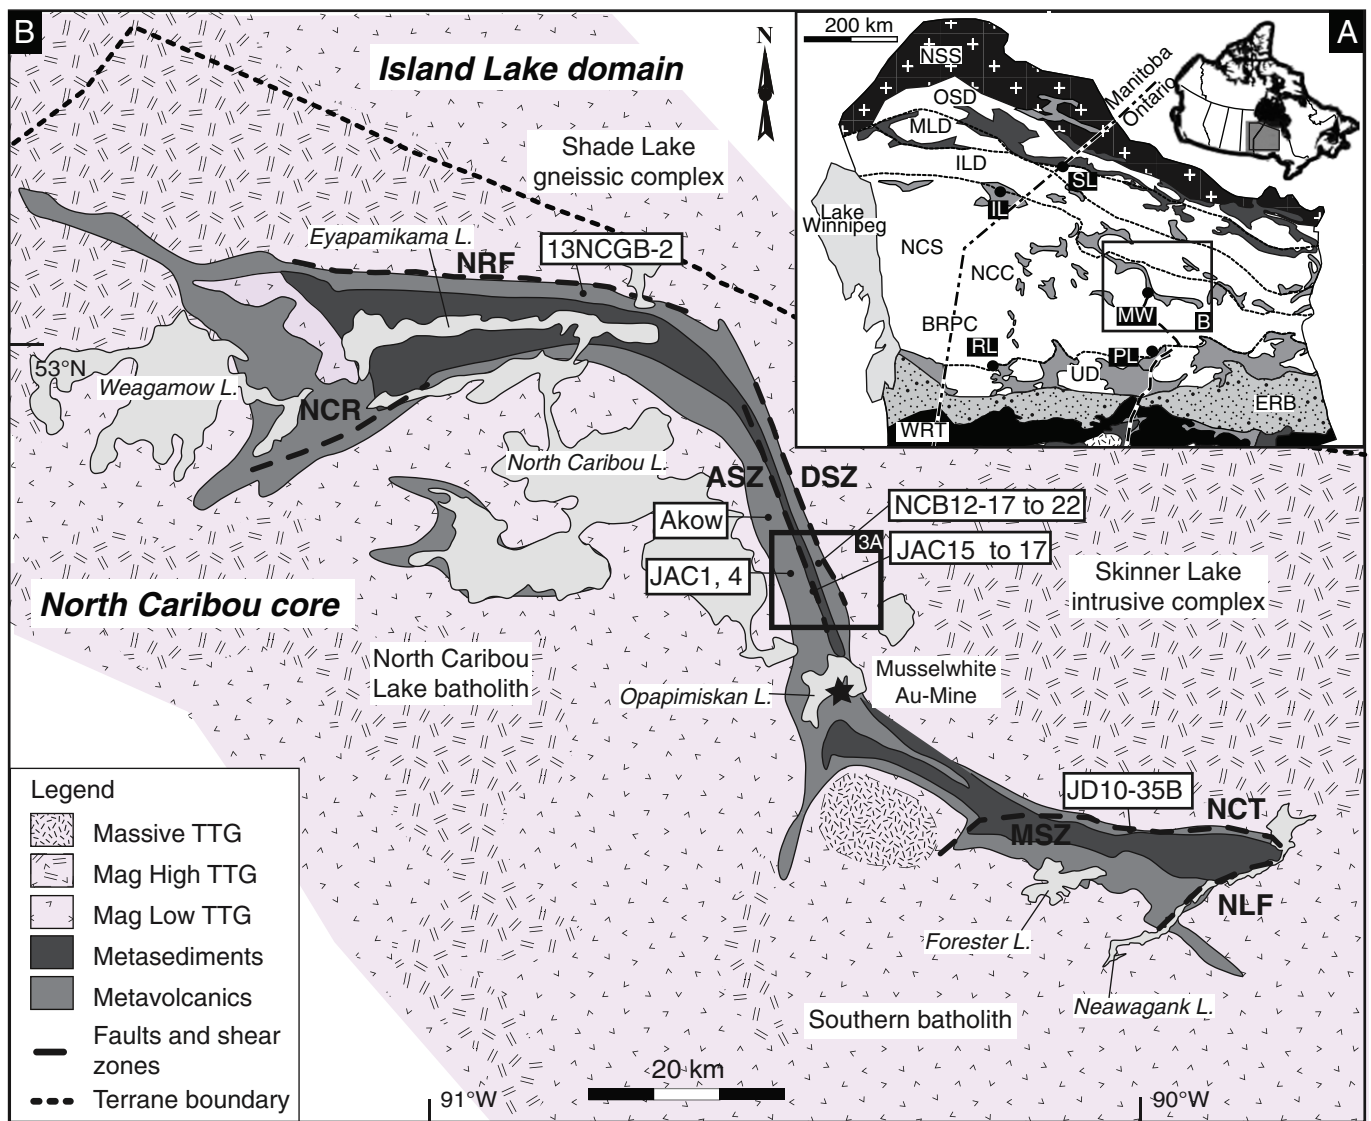 B
Island Lake domain
N
Shade Lake
gneissic complex
Eyapamikama L.
NRF
13NCGB-2
53°N
Weagamow L.
NCR
North Caribou L.
ASZ
DSZ
Akow
NCB12-17 to 22
3A
JAC15 to 17
JAC1, 4
Skinner Lake
intrusive complex
North Caribou core
North Caribou
Lake batholith
Opapimiskan L.
Musselwhite
Au-Mine
JD10-35B
NCT
MSZ
NLF
Forester L.
Neawagank L.
Southern batholith
20 km
91°W
90°W
Legend
Massive TTG
Mag High TTG
Mag Low TTG
Metasediments
Metavolcanics
Faults and shear
zones
Terrane boundary
200 km
A
NSS
Manitoba
Ontario
OSD
MLD
ILD
SL
IL
Lake
Winnipeg
NCS
NCC
MW
B
BRPC
RL
PL
UD
ERB
WRT